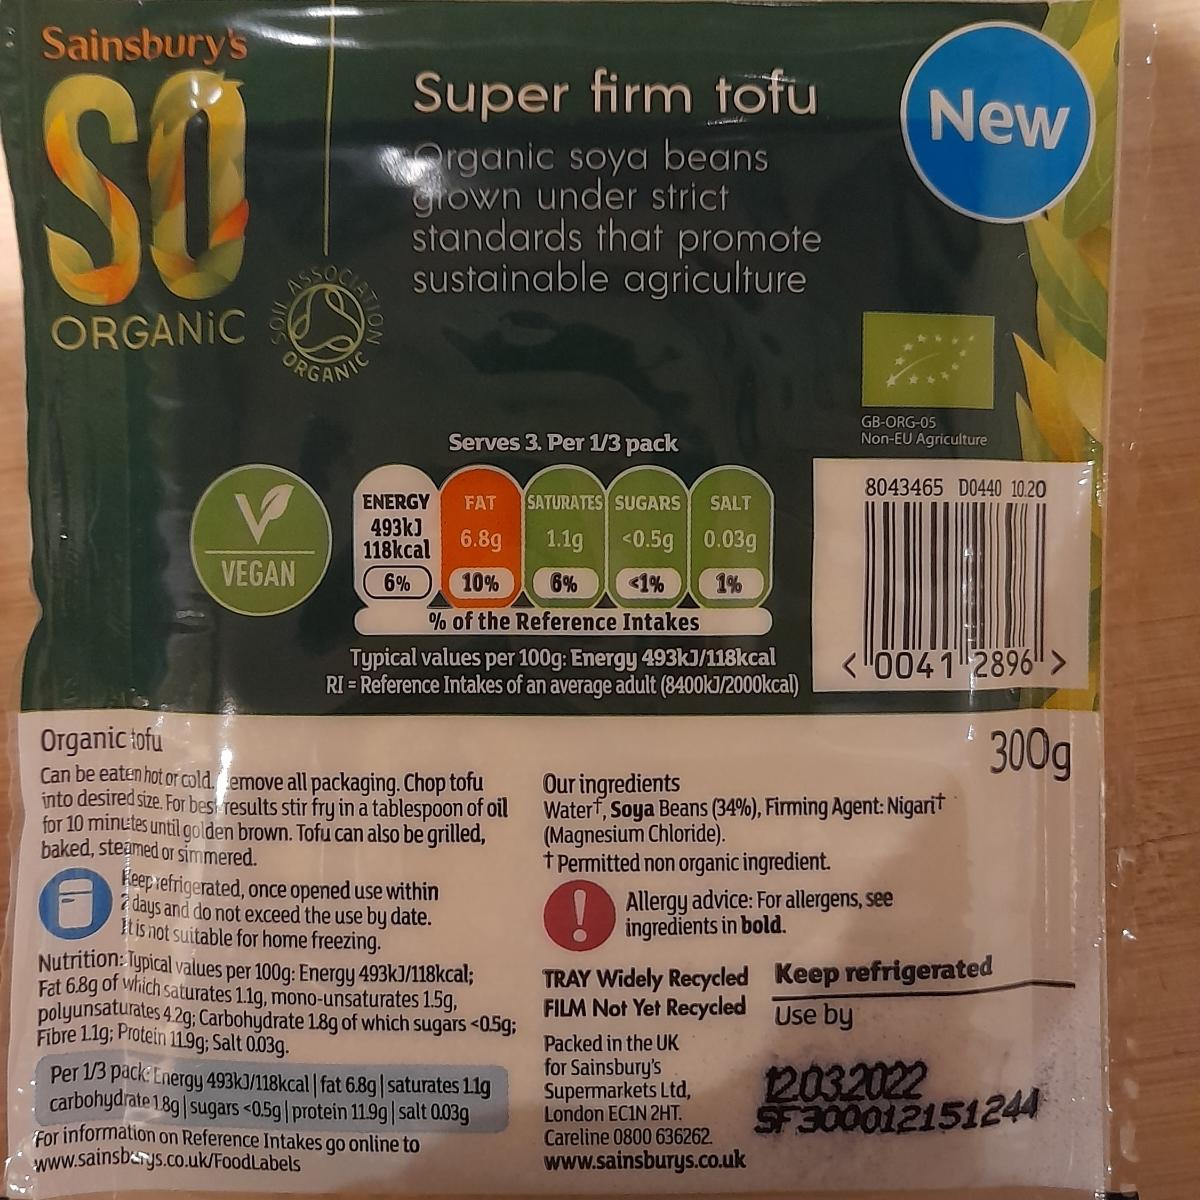 Sainsbury's
SO
ORGANiC
SOIL ASSOCIATION
ORGANIC
Super firm tofu
Organic soya beans
grown under strict
standards that promote
sustainable agriculture
New
GB-ORG-05
Non-EU Agriculture
Serves 3. Per 1/3 pack
VEGAN
ENERGY 493kJ 118kcal 6%
FAT 6.8g 10%
SATURATES 1.1g 6%
SUGARS <0.5g <1%
SALT 0.03g 1%
% of the Reference Intakes
Typical values per 100g: Energy 493kJ/118kcal
RI = Reference Intakes of an average adult (8400kJ/2000kcal)
8043465 D0440 10.20
< 0041 2896 >
300g
Organic tofu
Can be eaten hot or cold. Remove all packaging. Chop tofu
into desired size. For best results stir fry in a tablespoon of oil
for 10 minutes until golden brown. Tofu can also be grilled,
baked, steamed or simmered.
Keep refrigerated, once opened use within
2 days and do not exceed the use by date.
It is not suitable for home freezing.
Nutrition: Typical values per 100g: Energy 493kJ/118kcal;
Fat 6.8g of which saturates 1.1g, mono-unsaturates 1.5g,
polyunsaturates 4.2g; Carbohydrate 1.8g of which sugars <0.5g;
Fibre 1.1g; Protein 11.9g; Salt 0.03g.
Per 1/3 pack: Energy 493kJ/118kcal | fat 6.8g | saturates 1.1g
carbohydrate 1.8g | sugars <0.5g | protein 11.9g | salt 0.03g
For information on Reference Intakes go online to
www.sainsburys.co.uk/FoodLabels
Our ingredients
Water†, Soya Beans (34%), Firming Agent: Nigari†
(Magnesium Chloride).
† Permitted non organic ingredient.
Allergy advice: For allergens, see
ingredients in bold.
TRAY Widely Recycled
FILM Not Yet Recycled
Packed in the UK
for Sainsbury's
Supermarkets Ltd,
London EC1N 2HT.
Careline 0800 636262.
www.sainsburys.co.uk
Keep refrigerated
Use by
12.03.2022
SF300012151244